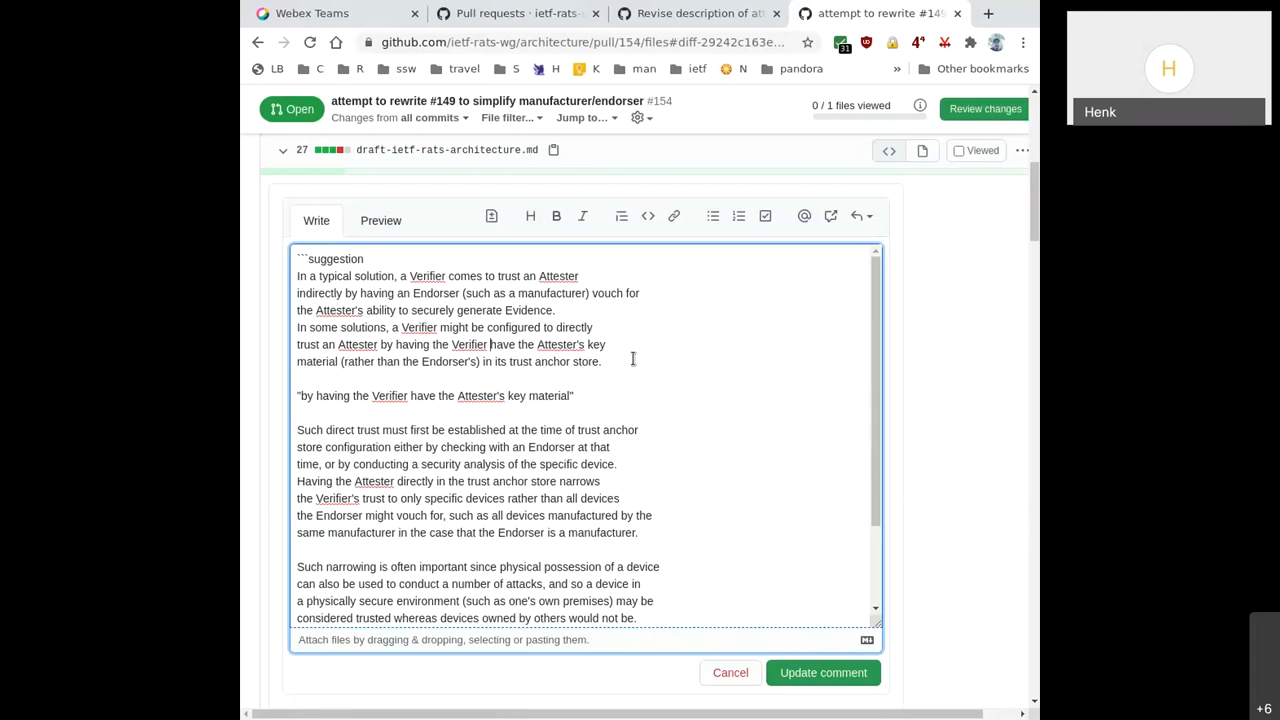 Webex Teams
Pull requests · ietf-rats-
Revise description of att
attempt to rewrite #149
github.com/ietf-rats-wg/architecture/pull/154/files#diff-29242c163e...
31
LB C R ssw travel S H K man ietf N pandora » Other bookmarks
Open
attempt to rewrite #149 to simplify manufacturer/endorser #154
Changes from all commits File filter... Jump to...
0 / 1 files viewed
Review changes
27 draft-ietf-rats-architecture.md
Viewed
Write Preview
```suggestion
In a typical solution, a Verifier comes to trust an Attester
indirectly by having an Endorser (such as a manufacturer) vouch for
the Attester's ability to securely generate Evidence.
In some solutions, a Verifier might be configured to directly
trust an Attester by having the Verifier have the Attester's key
material (rather than the Endorser's) in its trust anchor store.
"by having the Verifier have the Attester's key material"
Such direct trust must first be established at the time of trust anchor
store configuration either by checking with an Endorser at that
time, or by conducting a security analysis of the specific device.
Having the Attester directly in the trust anchor store narrows
the Verifier's trust to only specific devices rather than all devices
the Endorser might vouch for, such as all devices manufactured by the
same manufacturer in the case that the Endorser is a manufacturer.
Such narrowing is often important since physical possession of a device
can also be used to conduct a number of attacks, and so a device in
a physically secure environment (such as one's own premises) may be
considered trusted whereas devices owned by others would not be.
Attach files by dragging & dropping, selecting or pasting them.
Cancel
Update comment
H
Henk
+6